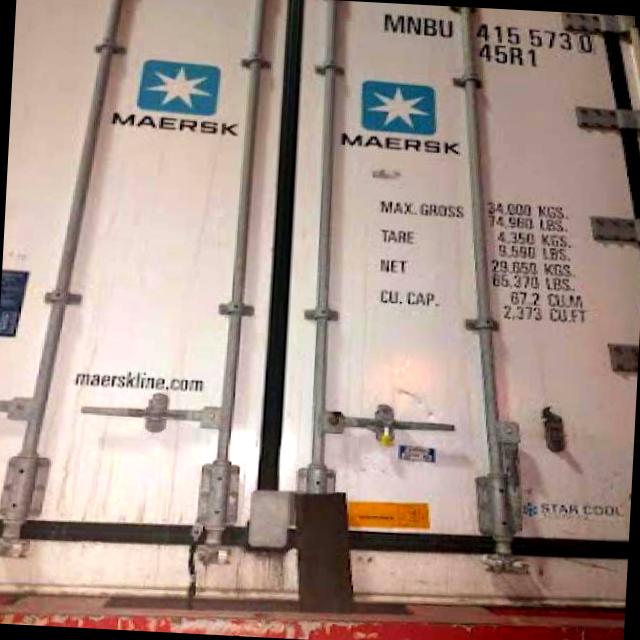 MNBU 415 573 0
45R1
MAERSK
MAERSK
MAX. GROSS 34.000 KGS.
74.960 LBS.
TARE 4.350 KGS.
9.590 LBS.
NET 29.650 KGS.
65.370 LBS.
CU. CAP. 67.2 CU.M
2.373 CU.FT
maerskline.com
STAR COOL